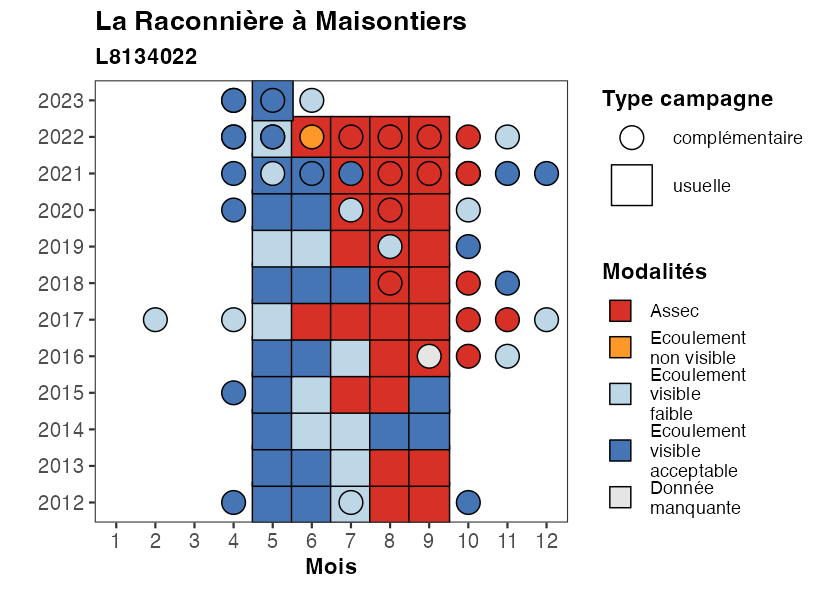 La Raconnière à Maisontiers
L8134022
2023
2022
2021
2020
2019
2018
2017
2016
2015
2014
2013
2012
1 2 3 4 5 6 7 8 9 10 11 12
Mois
Type campagne
complémentaire
usuelle
Modalités
Assec
Ecoulement
non visible
Ecoulement
visible
faible
Ecoulement
visible
acceptable
Donnée
manquante